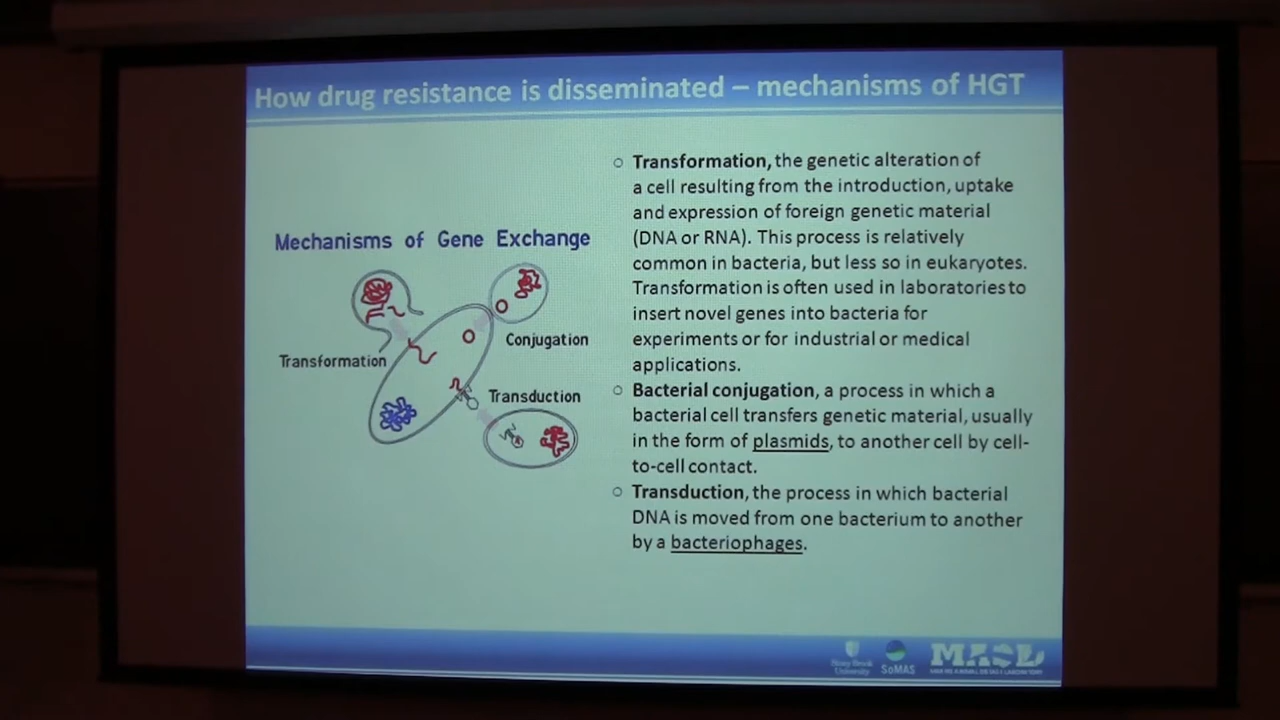 How drug resistance is disseminated – mechanisms of HGT
Mechanisms of Gene Exchange
Transformation
Conjugation
Transduction
○ Transformation, the genetic alteration of
a cell resulting from the introduction, uptake
and expression of foreign genetic material
(DNA or RNA). This process is relatively
common in bacteria, but less so in eukaryotes.
Transformation is often used in laboratories to
insert novel genes into bacteria for
experiments or for industrial or medical
applications.
○ Bacterial conjugation, a process in which a
bacterial cell transfers genetic material, usually
in the form of plasmids, to another cell by cell-
to-cell contact.
○ Transduction, the process in which bacterial
DNA is moved from one bacterium to another
by a bacteriophages.
Stony Brook
University
SoMAS
MADL